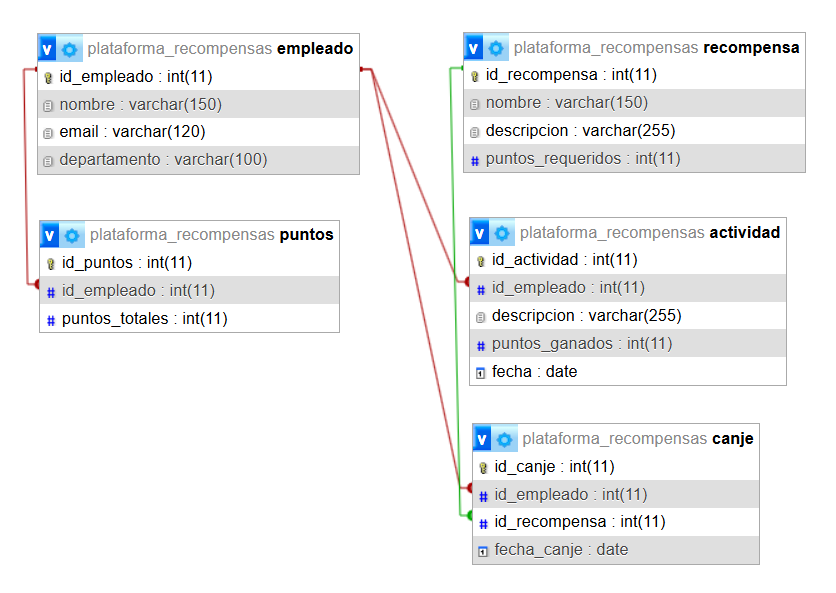 v plataforma_recompensas empleado
id_empleado : int(11)
nombre : varchar(150)
email : varchar(120)
departamento : varchar(100)
v plataforma_recompensas puntos
id_puntos : int(11)
# id_empleado : int(11)
# puntos_totales : int(11)
v plataforma_recompensas recompensa
id_recompensa : int(11)
nombre : varchar(150)
descripcion : varchar(255)
# puntos_requeridos : int(11)
v plataforma_recompensas actividad
id_actividad : int(11)
# id_empleado : int(11)
descripcion : varchar(255)
# puntos_ganados : int(11)
fecha : date
v plataforma_recompensas canje
id_canje : int(11)
# id_empleado : int(11)
# id_recompensa : int(11)
fecha_canje : date